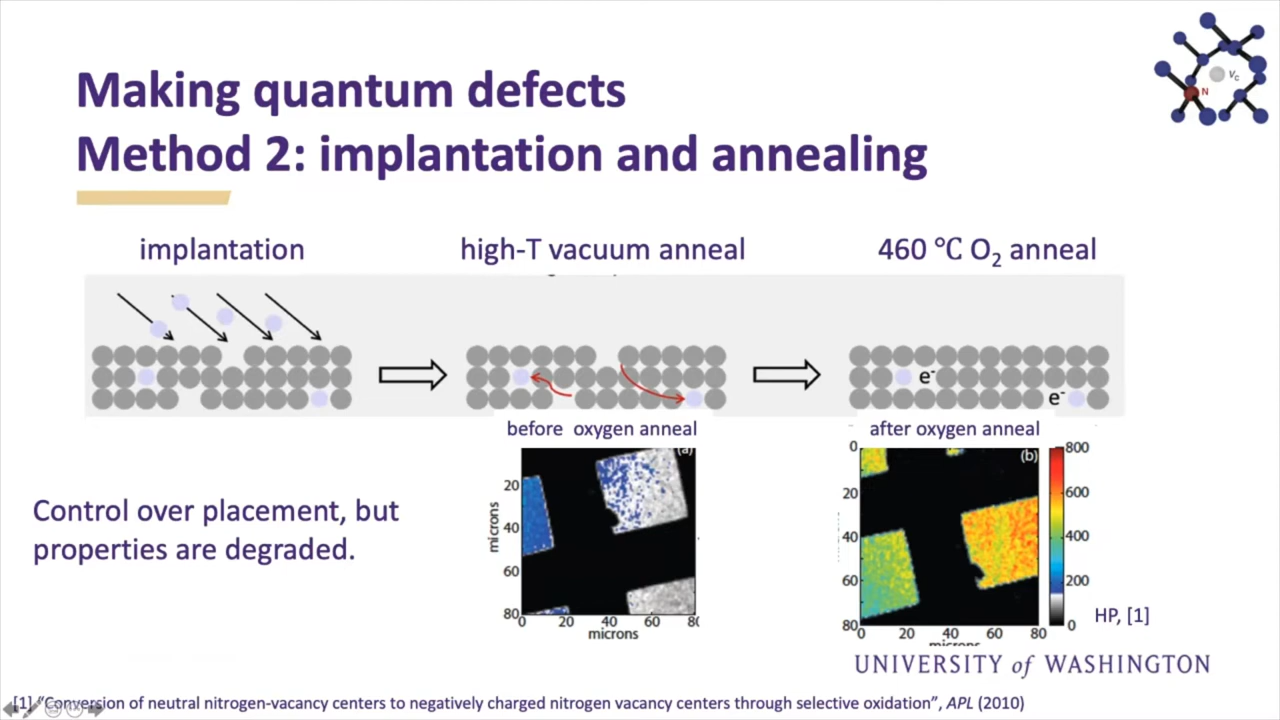 Making quantum defects
Method 2: implantation and annealing
V_C
N
implantation
high-T vacuum anneal
460 ℃ O₂ anneal
e⁻
e⁻
before oxygen anneal
after oxygen anneal
(a)
(b)
Control over placement, but
properties are degraded.
microns
20
40
60
80
0 20 40 60
microns
0
20
40
60
80
0 20 40 60 80
800
600
400
200
0
HP, [1]
UNIVERSITY of WASHINGTON
[1] “Conversion of neutral nitrogen-vacancy centers to negatively charged nitrogen vacancy centers through selective oxidation”, APL (2010)